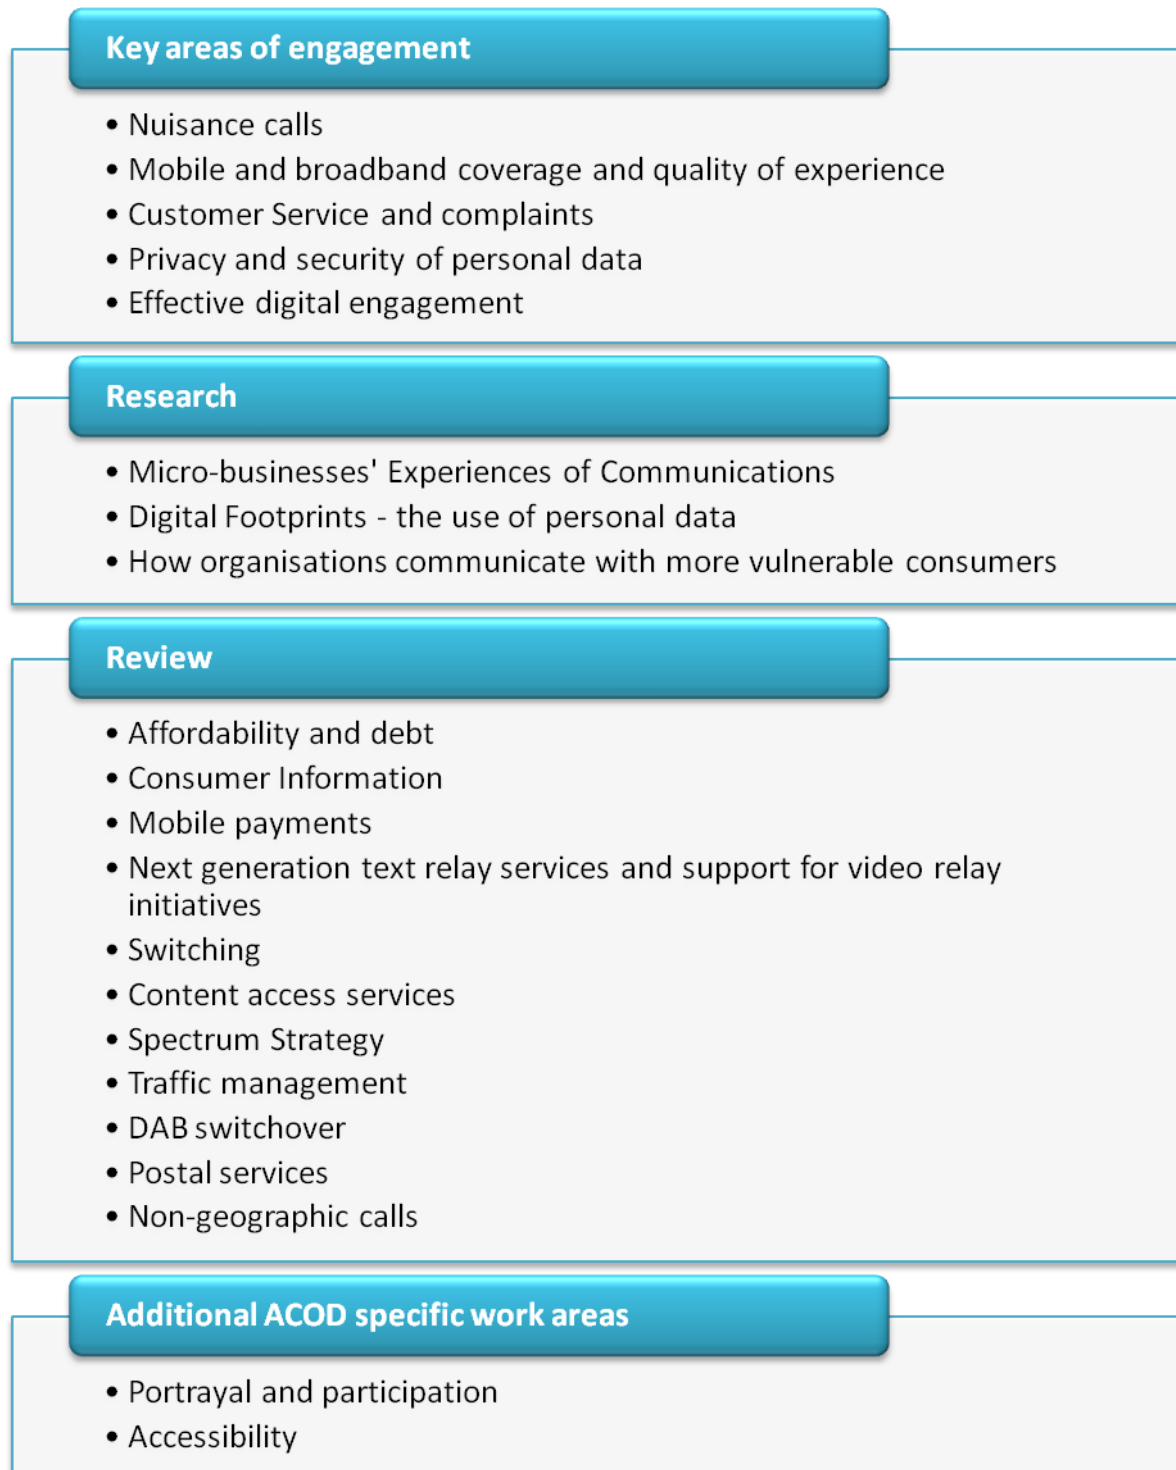 Key areas of engagement
• Nuisance calls
• Mobile and broadband coverage and quality of experience
• Customer Service and complaints
• Privacy and security of personal data
• Effective digital engagement
Research
• Micro-businesses' Experiences of Communications
• Digital Footprints - the use of personal data
• How organisations communicate with more vulnerable consumers
Review
• Affordability and debt
• Consumer Information
• Mobile payments
• Next generation text relay services and support for video relay
initiatives
• Switching
• Content access services
• Spectrum Strategy
• Traffic management
• DAB switchover
• Postal services
• Non-geographic calls
Additional ACOD specific work areas
• Portrayal and participation
• Accessibility